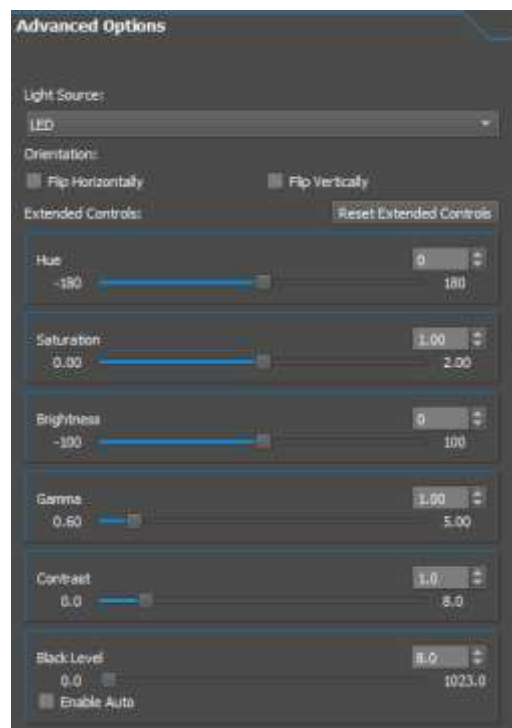 Advanced Options
Light Source:
LED
Orientation:
Flip Horizontally Flip Vertically
Extended Controls: Reset Extended Controls
Hue 0
-180 180
Saturation 1.00
0.00 2.00
Brightness 0
-100 100
Gamma 1.00
0.60 5.00
Contrast 1.0
0.0 8.0
Black Level 8.0
0.0 1023.0
Enable Auto